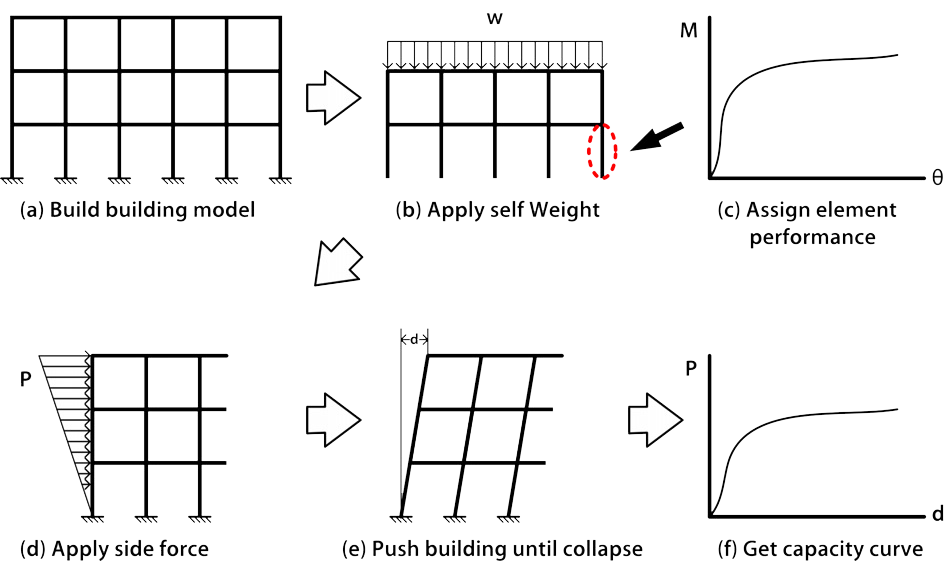 w
M
θ
(a) Build building model
(b) Apply self Weight
(c) Assign element
performance
P
d
P
d
(d) Apply side force
(e) Push building until collapse
(f) Get capacity curve